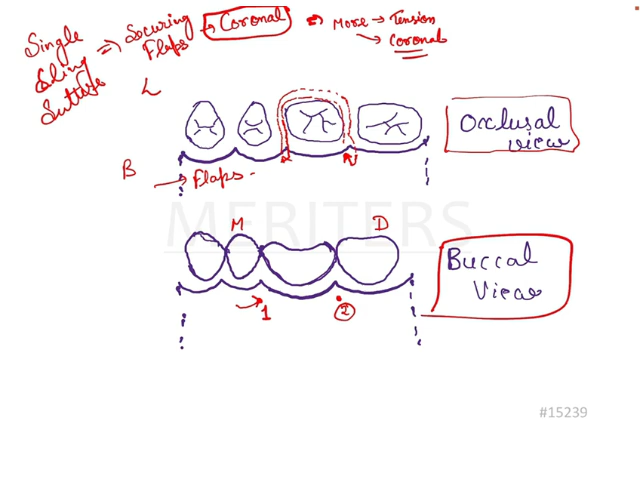 Single Sling Suture ⇒ Securing Flaps → Coronal ⇒ More → Tension
→ Coronal
L
Occlusal view
B
→ Flaps -
MERITERS
M
D
Buccal View
→ 1
2
#15239